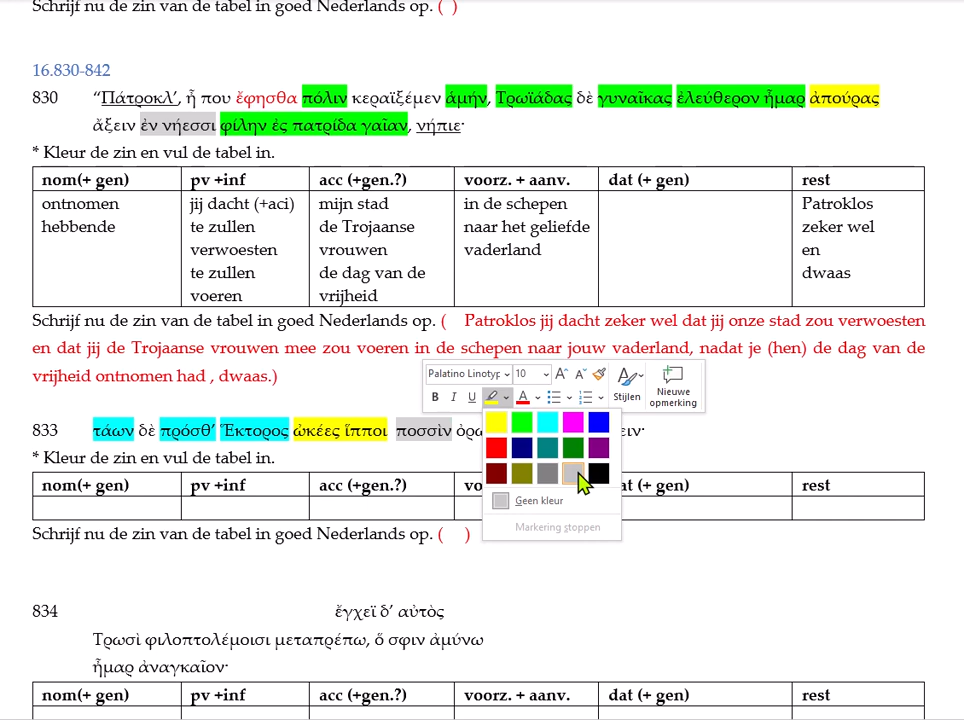 Schrijf nu de zin van de tabel in goed Nederlands op. ( )
16.830-842
830 “Πάτροκλ’, ἦ που ἔφησθα πόλιν κεραϊξέμεν ἁμήν, Τρωϊάδας δὲ γυναῖκας ἐλεύθερον ἦμαρ ἀπούρας
ἄξειν ἐν νήεσσι φίλην ἐς πατρίδα γαῖαν, νήπιε·
* Kleur de zin en vul de tabel in.
nom(+ gen) pv +inf acc (+gen.?) voorz. + aanv. dat (+ gen) rest
ontnomen jij dacht (+aci) mijn stad in de schepen Patroklos
hebbende te zullen de Trojaanse naar het geliefde zeker wel
verwoesten vrouwen vaderland en
te zullen de dag van de dwaas
voeren vrijheid
Schrijf nu de zin van de tabel in goed Nederlands op. ( Patroklos jij dacht zeker wel dat jij onze stad zou verwoesten
en dat jij de Trojaanse vrouwen mee zou voeren in de schepen naar jouw vaderland, nadat je (hen) de dag van de
vrijheid ontnomen had , dwaas.)
Palatino Linotyp 10 A A
B I U A Stijlen Nieuwe
opmerking
833 τάων δὲ πρόσθ’ Ἕκτορος ὠκέες ἵπποι ποσσὶν
* Kleur de zin en vul de tabel in.
nom(+ gen) pv +inf acc (+gen.?) vo at (+ gen) rest
Geen kleur
Markering stoppen
Schrijf nu de zin van de tabel in goed Nederlands op. ( )
834 ἔγχεϊ δ’ αὐτὸς
Τρωσὶ φιλοπτολέμοισι μεταπρέπω, ὅ σφιν ἀμύνω
ἦμαρ ἀναγκαῖον·
nom(+ gen) pv +inf acc (+gen.?) voorz. + aanv. dat (+ gen) rest